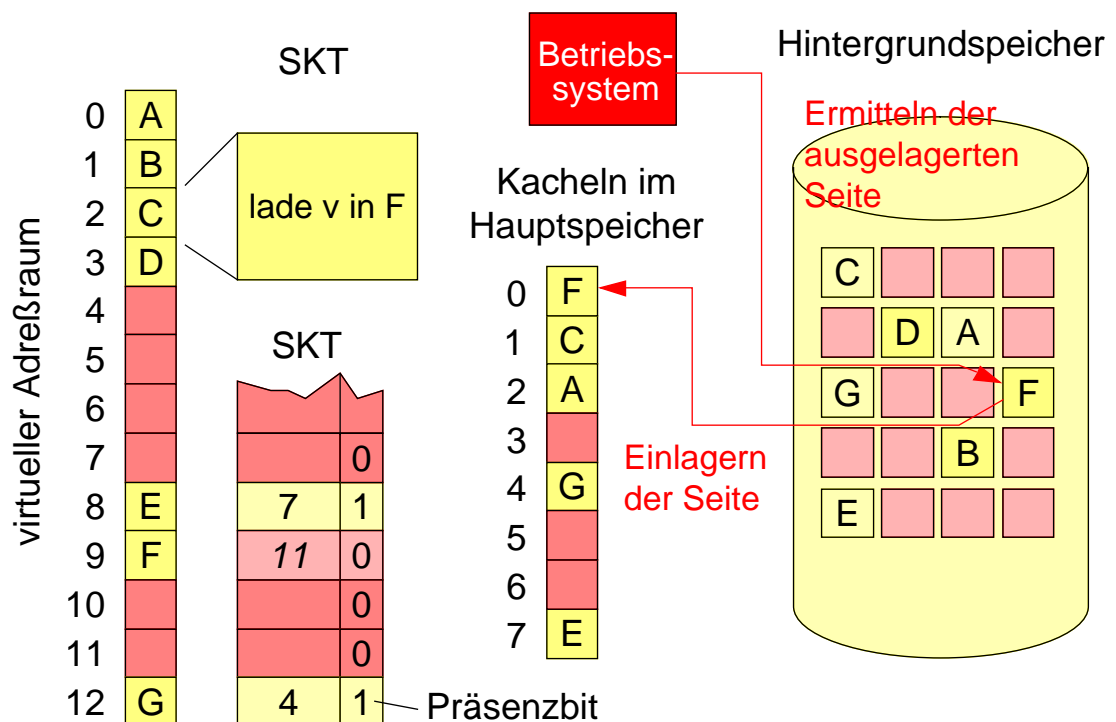 SKT
Betriebs-
system
Hintergrundspeicher
virtueller Adreßraum
0 A
1 B
2 C
3 D
4
5
6
7
8 E
9 F
10
11
12 G
lade v in F
SKT
0
7 1
11 0
0
0
4 1
Präsenzbit
Kacheln im
Hauptspeicher
0 F
1 C
2 A
3
4 G
5
6
7 E
Einlagern
der Seite
Ermitteln der
ausgelagerten
Seite
C
D A
G F
B
E